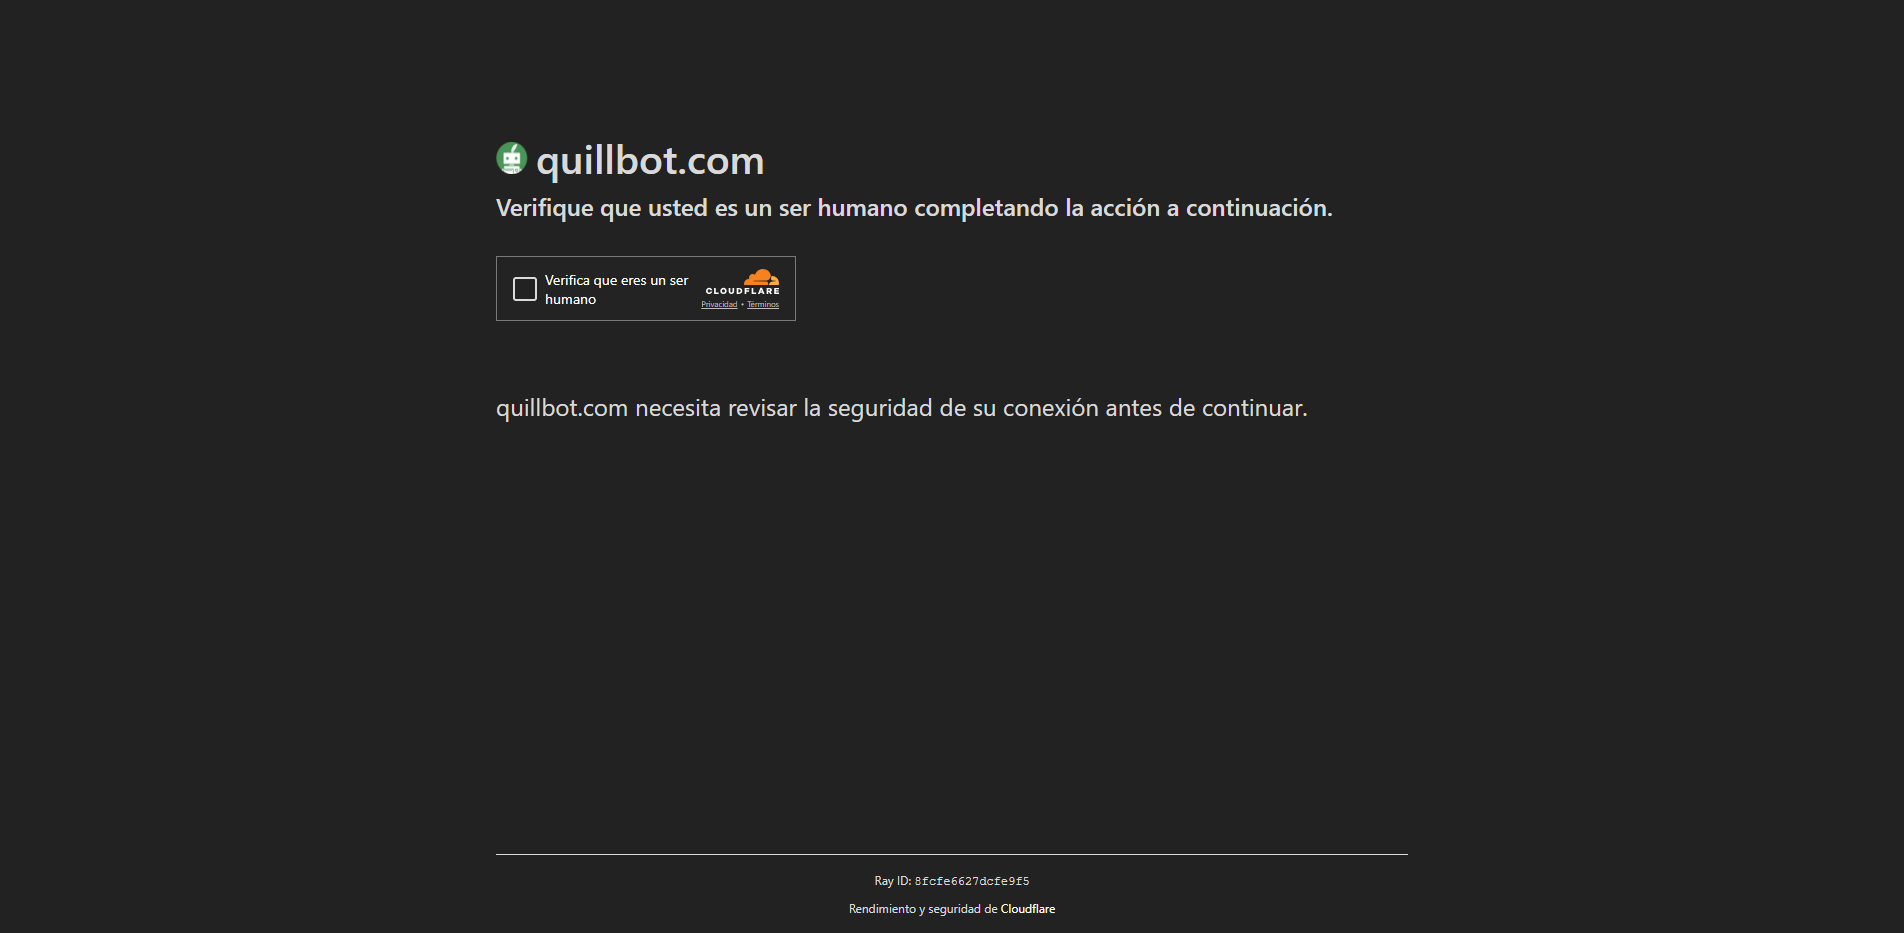 quillbot.com
Verifique que usted es un ser humano completando la acción a continuación.
Verifica que eres un ser
humano
CLOUDFLARE
Privacidad • Términos
quillbot.com necesita revisar la seguridad de su conexión antes de continuar.
Ray ID: 8fcfe6627dcfe9f5
Rendimiento y seguridad de Cloudflare